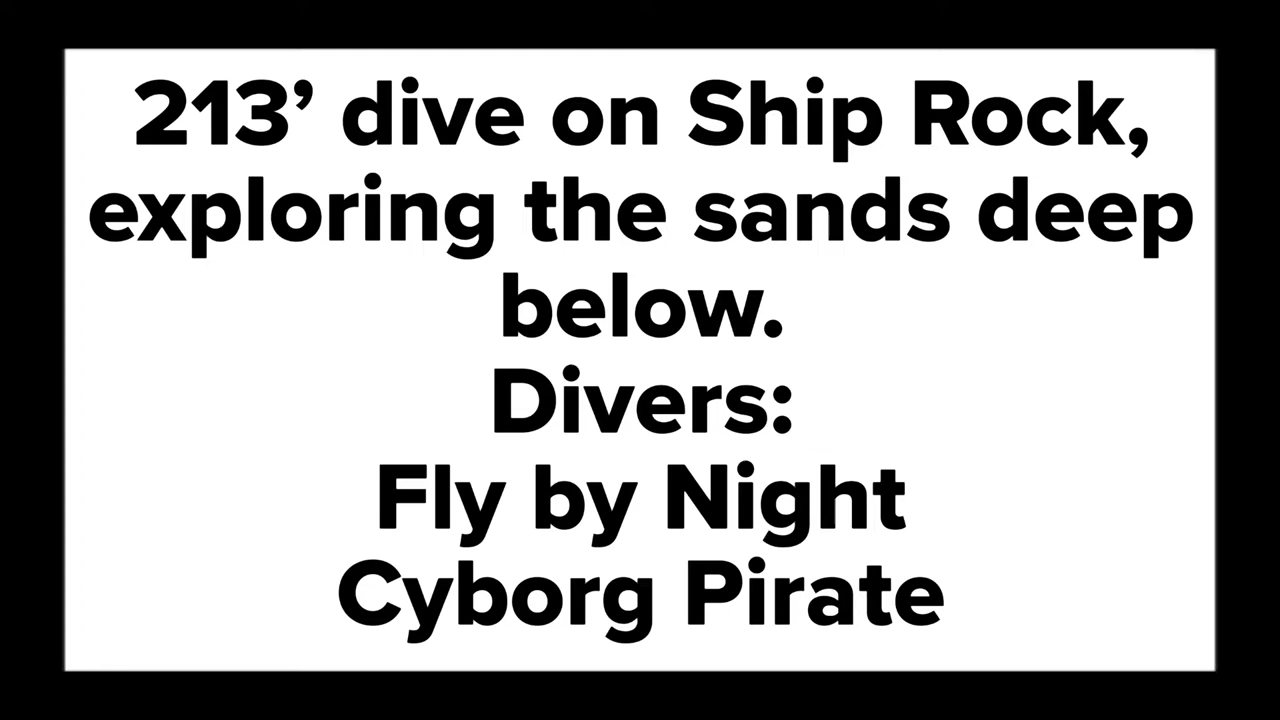 213’ dive on Ship Rock,
exploring the sands deep
below.
Divers:
Fly by Night
Cyborg Pirate